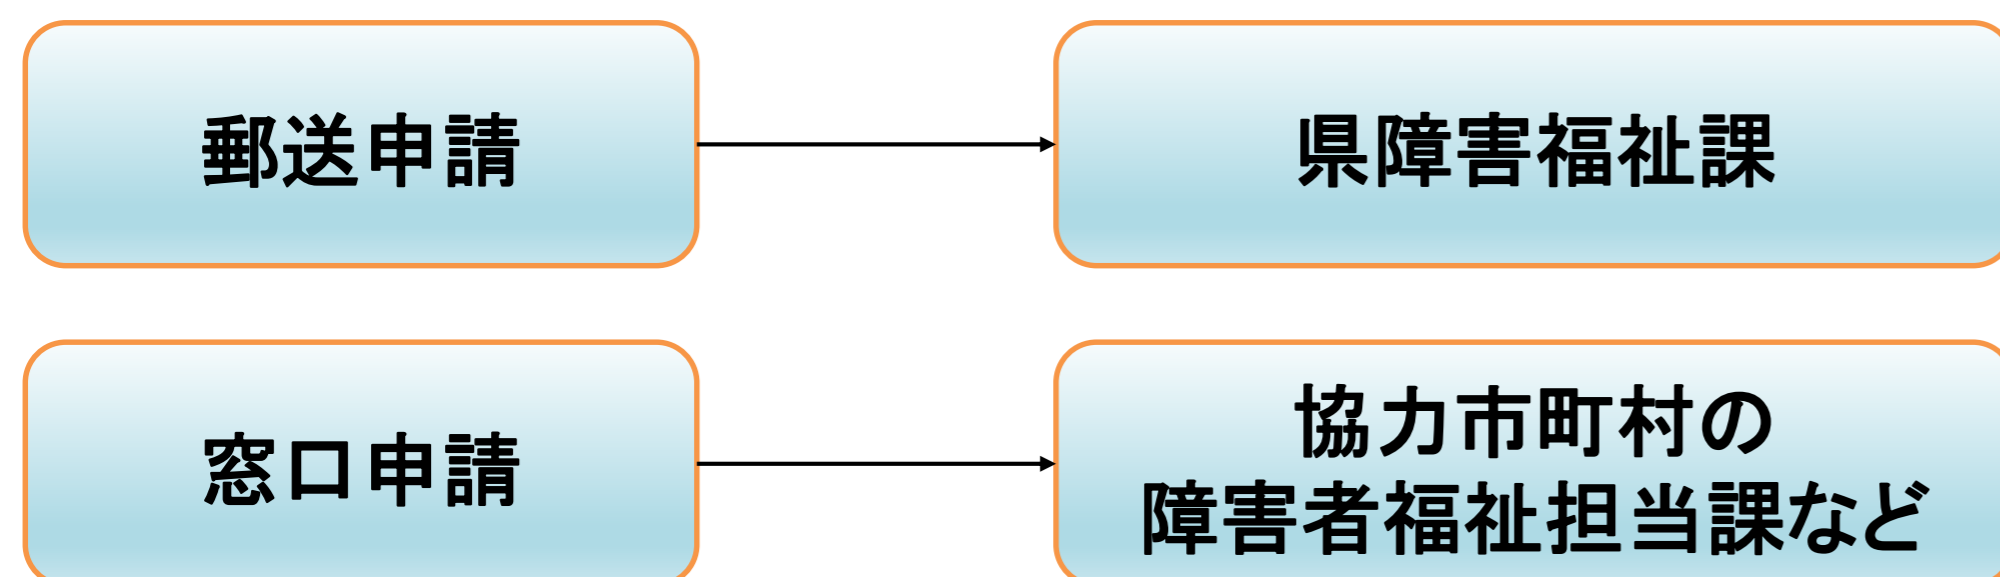 郵送申請
県障害福祉課
窓口申請
協力市町村の
障害者福祉担当課など